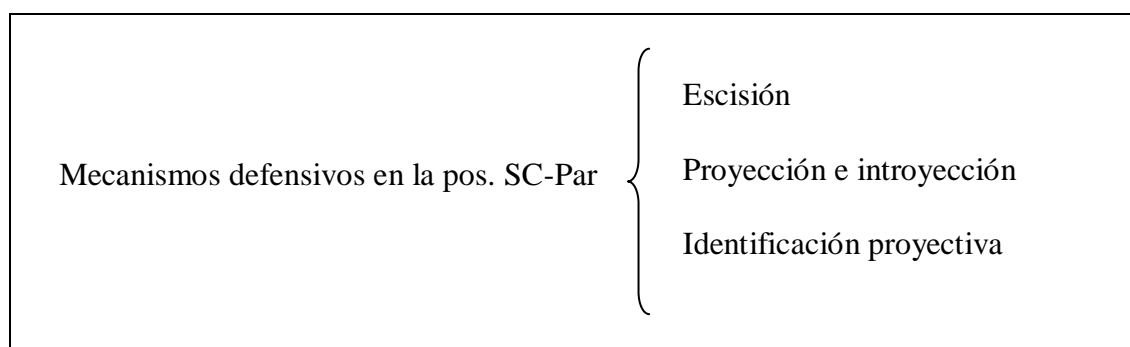 Escisión
Mecanismos defensivos en la pos. SC-Par
Proyección e introyección
Identificación proyectiva